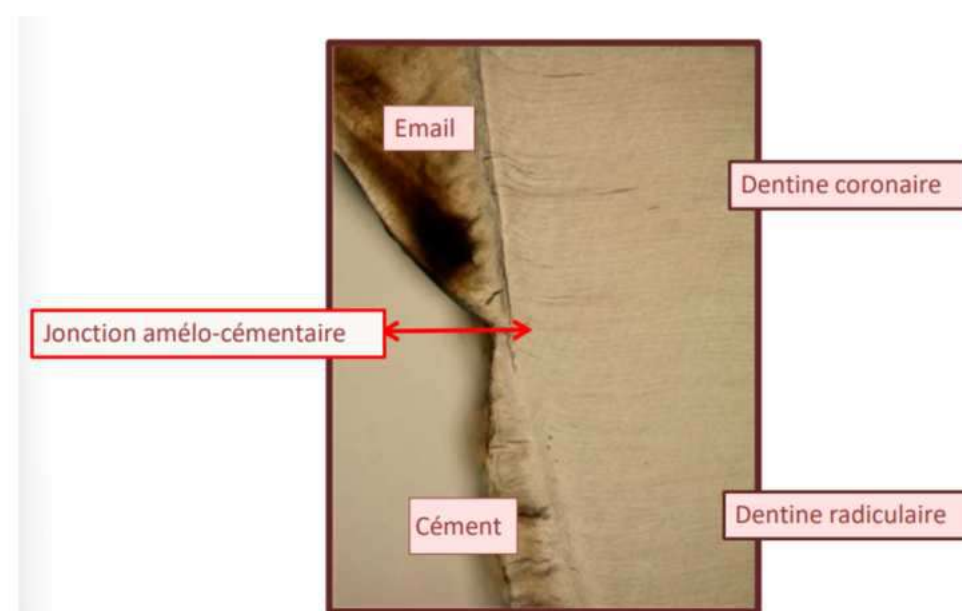 Email
Dentine coronaire
Jonction amélo-cémentaire
Cément
Dentine radiculaire